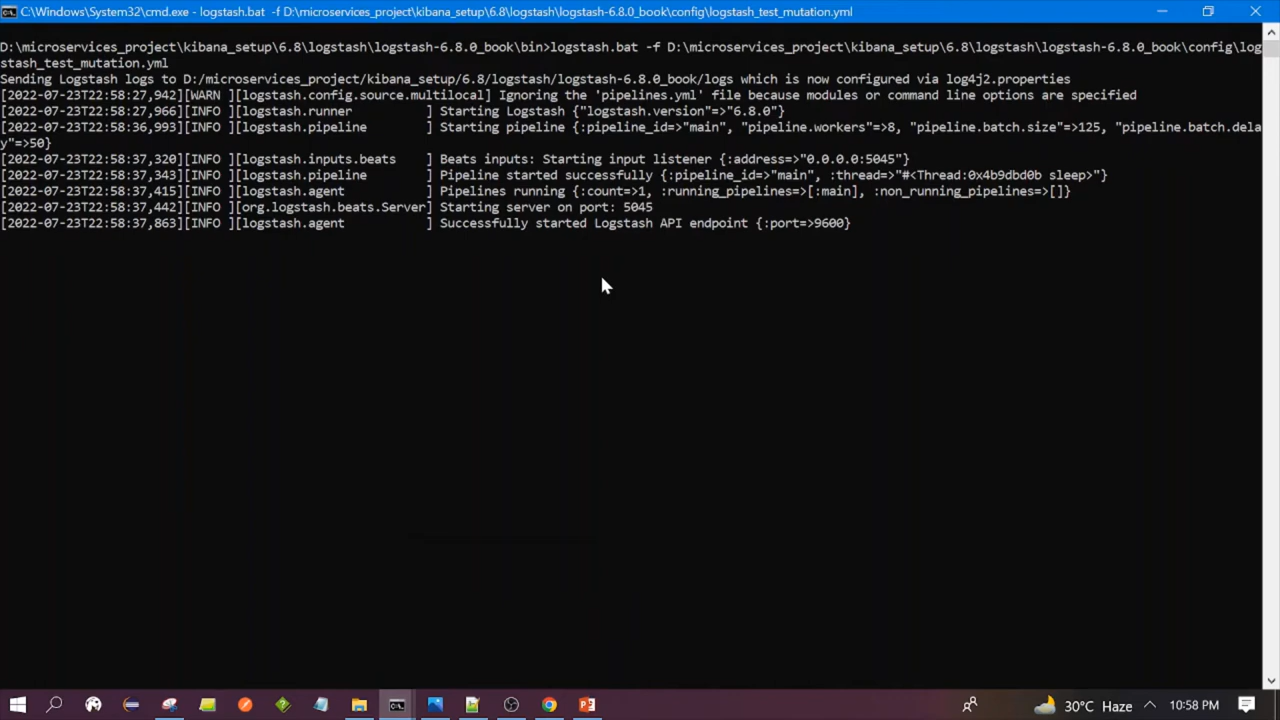 C:\Windows\System32\cmd.exe - logstash.bat -f D:\microservices_project\kibana_setup\6.8\logstash\logstash-6.8.0_book\config\logstash_test_mutation.yml
D:\microservices_project\kibana_setup\6.8\logstash\logstash-6.8.0_book\bin>logstash.bat -f D:\microservices_project\kibana_setup\6.8\logstash\logstash-6.8.0_book\config\log
stash_test_mutation.yml
Sending Logstash logs to D:/microservices_project/kibana_setup/6.8/logstash/logstash-6.8.0_book/logs which is now configured via log4j2.properties
[2022-07-23T22:58:27,942][WARN ][logstash.config.source.multilocal] Ignoring the 'pipelines.yml' file because modules or command line options are specified
[2022-07-23T22:58:27,966][INFO ][logstash.runner          ] Starting Logstash {"logstash.version"=>"6.8.0"}
[2022-07-23T22:58:36,993][INFO ][logstash.pipeline        ] Starting pipeline {:pipeline_id=>"main", "pipeline.workers"=>8, "pipeline.batch.size"=>125, "pipeline.batch.dela
y"=>50}
[2022-07-23T22:58:37,320][INFO ][logstash.inputs.beats    ] Beats inputs: Starting input listener {:address=>"0.0.0.0:5045"}
[2022-07-23T22:58:37,343][INFO ][logstash.pipeline        ] Pipeline started successfully {:pipeline_id=>"main", :thread=>"#<Thread:0x4b9dbd0b sleep>"}
[2022-07-23T22:58:37,415][INFO ][logstash.agent           ] Pipelines running {:count=>1, :running_pipelines=>[:main], :non_running_pipelines=>[]}
[2022-07-23T22:58:37,442][INFO ][org.logstash.beats.Server] Starting server on port: 5045
[2022-07-23T22:58:37,863][INFO ][logstash.agent           ] Successfully started Logstash API endpoint {:port=>9600}
30°C Haze 10:58 PM